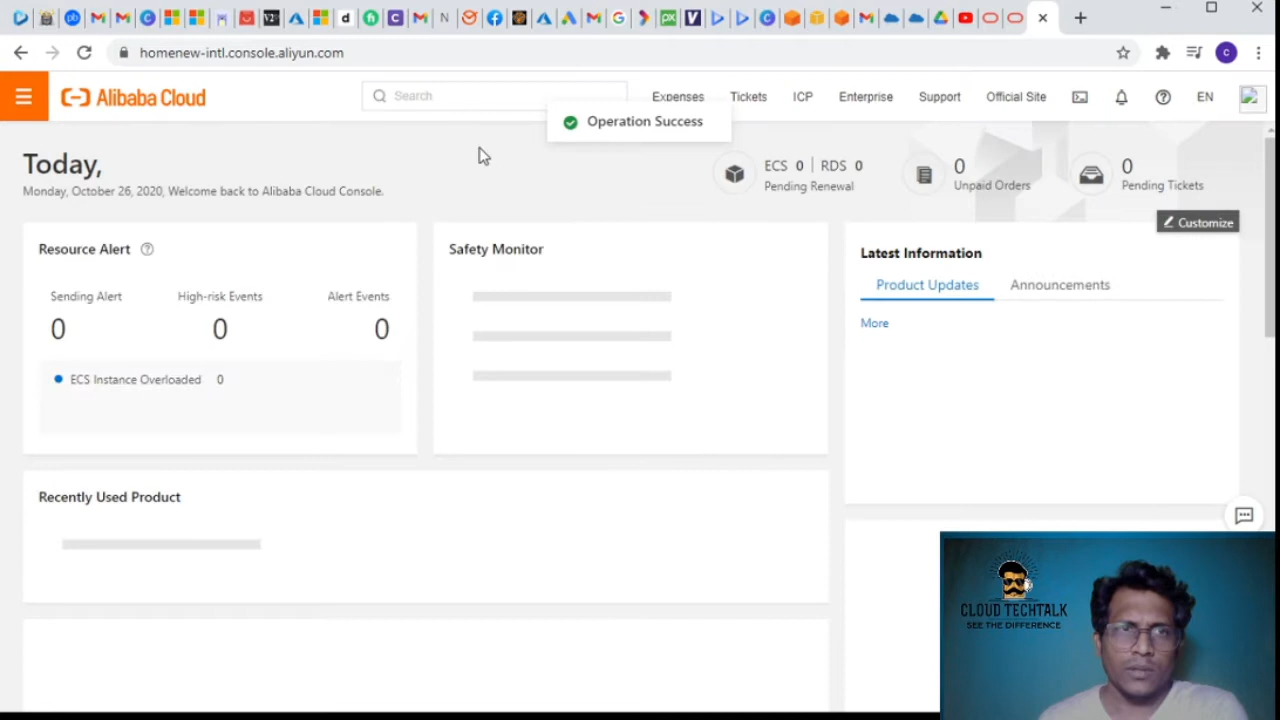 homenew-intl.console.aliyun.com
Alibaba Cloud
Search
Expenses Tickets ICP Enterprise Support Official Site EN
Operation Success
Today,
Monday, October 26, 2020, Welcome back to Alibaba Cloud Console.
ECS 0 | RDS 0
Pending Renewal
0
Unpaid Orders
0
Pending Tickets
Customize
Resource Alert
Sending Alert High-risk Events Alert Events
0 0 0
ECS Instance Overloaded 0
Safety Monitor
Latest Information
Product Updates Announcements
More
Recently Used Product
CLOUD TECHTALK
SEE THE DIFFERENCE